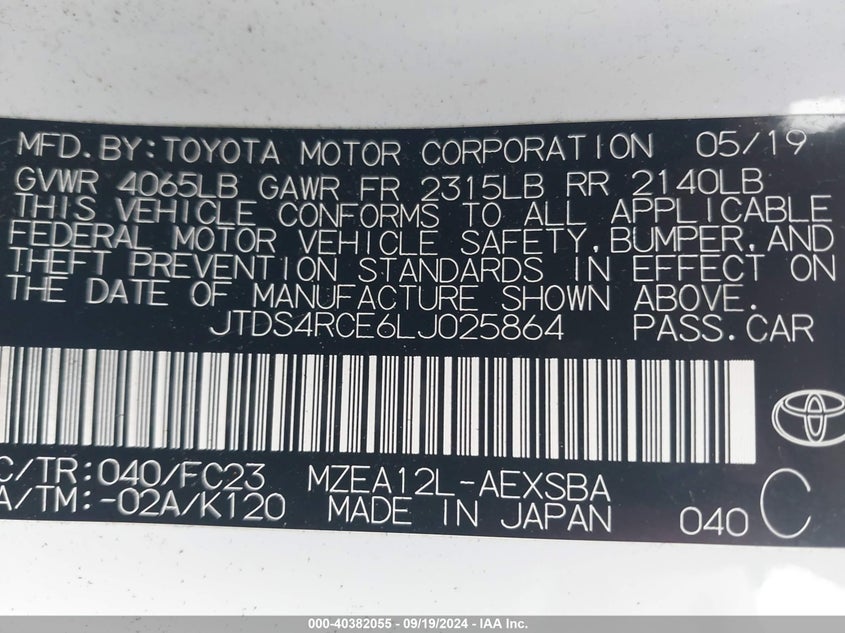 MFD.BY:TOYOTA MOTOR CORPORATION 05/19
GVWR 4065LB GAWR FR 2315LB RR 2140LB
THIS VEHICLE CONFORMS TO ALL APPLICABLE
FEDERAL MOTOR VEHICLE SAFETY,BUMPER,AND
THEFT PREVENTION STANDARDS IN EFFECT ON
THE DATE OF MANUFACTURE SHOWN ABOVE.
JTDS4RCE6LJ025864 PASS.CAR
C/TR:040/FC23 MZEA12L-AEXSBA
A/TM:-02A/K120 MADE IN JAPAN 040 C
000-40382055 - 09/19/2024 - IAA Inc.